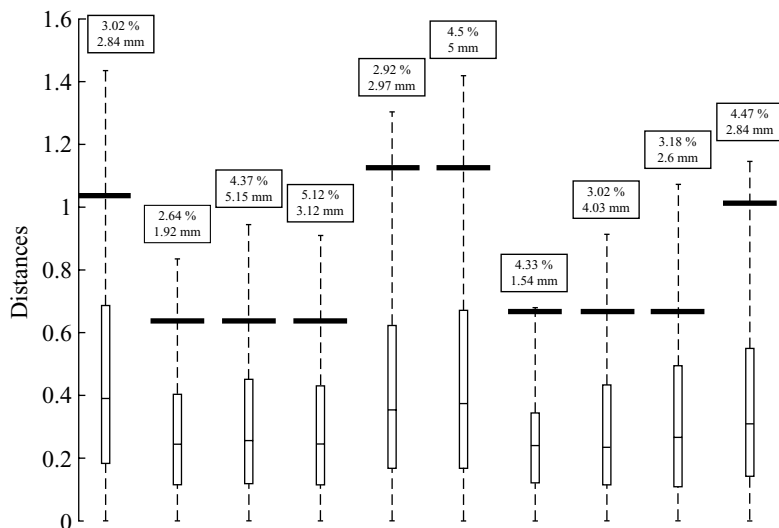 1.6
1.4
1.2
1
0.8
0.6
0.4
0.2
0
Distances
3.02 %
2.84 mm
2.64 %
1.92 mm
4.37 %
5.15 mm
5.12 %
3.12 mm
2.92 %
2.97 mm
4.5 %
5 mm
4.33 %
1.54 mm
3.02 %
4.03 mm
3.18 %
2.6 mm
4.47 %
2.84 mm